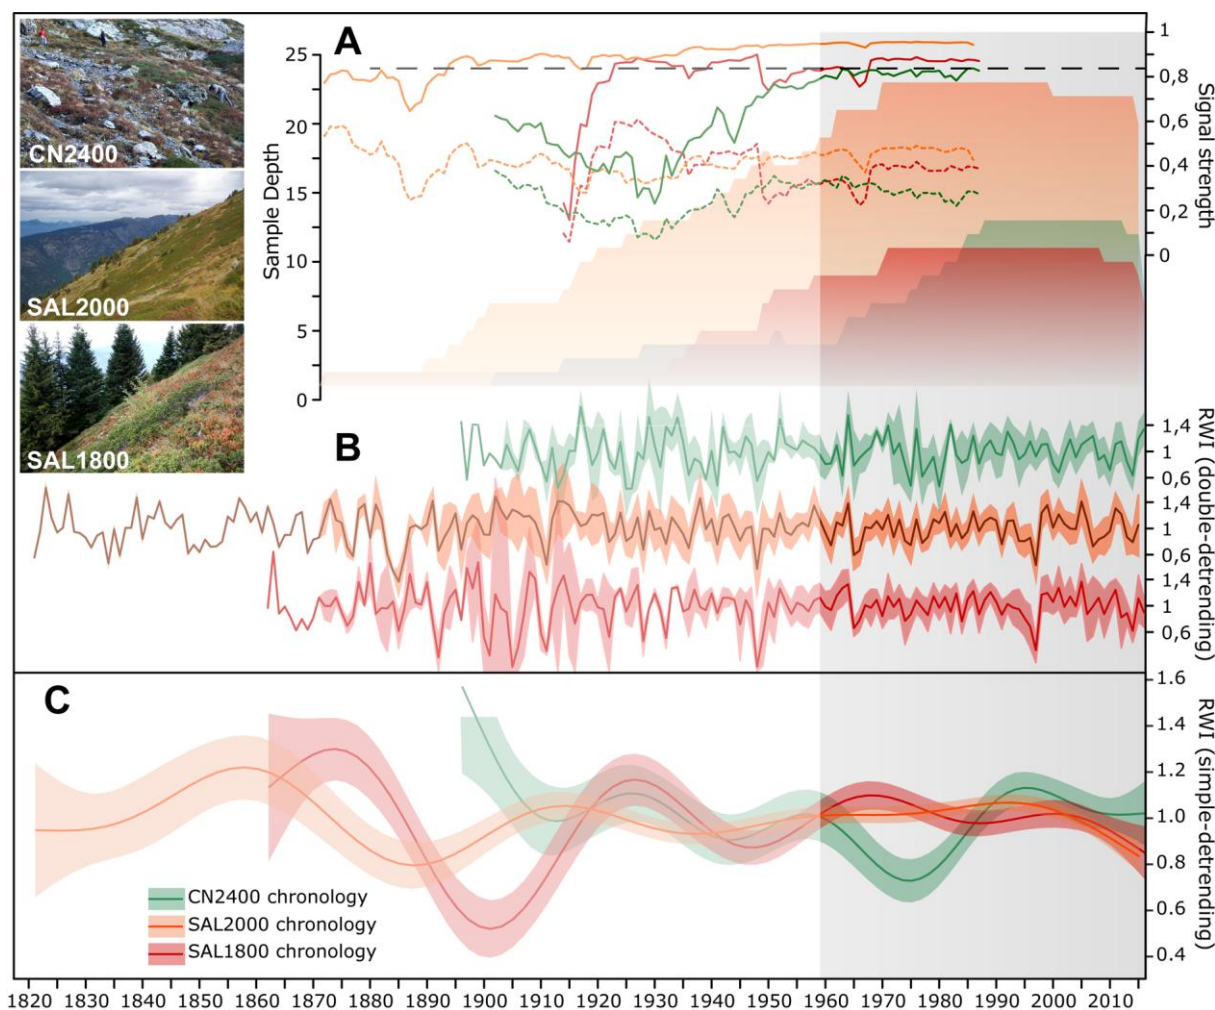 CN2400
SAL2000
SAL1800
A
25
20
15
10
5
0
Sample Depth
1
0,8
0,6
0,4
0,2
0
Signal strength
B
1,4
1
0,6
1,4
1
0,6
1,4
1
0,6
RWI (double-detrending)
C
1.6
1.4
1.2
1.0
0.8
0.6
0.4
RWI (simple-detrending)
CN2400 chronology
SAL2000 chronology
SAL1800 chronology
1820 1830 1840 1850 1860 1870 1880 1890 1900 1910 1920 1930 1940 1950 1960 1970 1980 1990 2000 2010